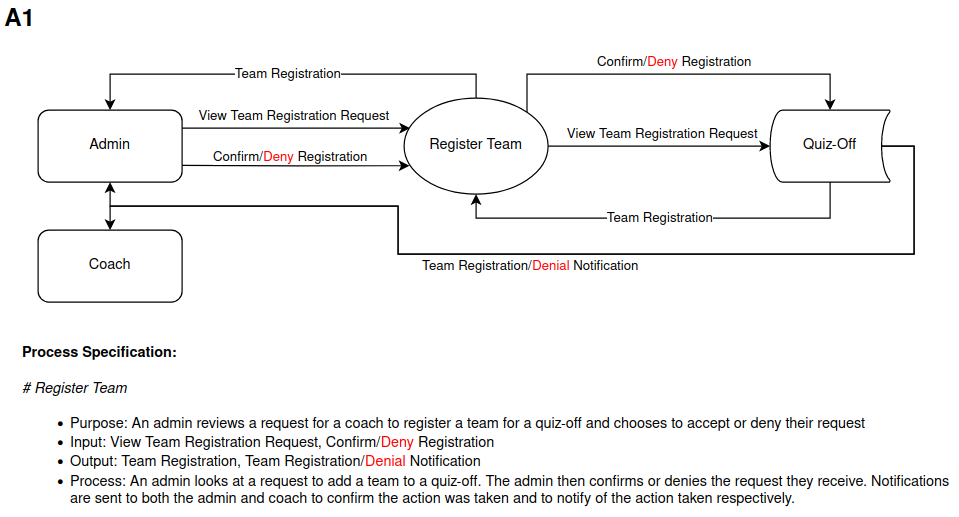 A1
Team Registration
Confirm/Deny Registration
View Team Registration Request
Admin
Register Team
View Team Registration Request
Quiz-Off
Confirm/Deny Registration
Team Registration
Coach
Team Registration/Denial Notification
Process Specification:
# Register Team
• Purpose: An admin reviews a request for a coach to register a team for a quiz-off and chooses to accept or deny their request
• Input: View Team Registration Request, Confirm/Deny Registration
• Output: Team Registration, Team Registration/Denial Notification
• Process: An admin looks at a request to add a team to a quiz-off. The admin then confirms or denies the request they receive. Notifications
are sent to both the admin and coach to confirm the action was taken and to notify of the action taken respectively.